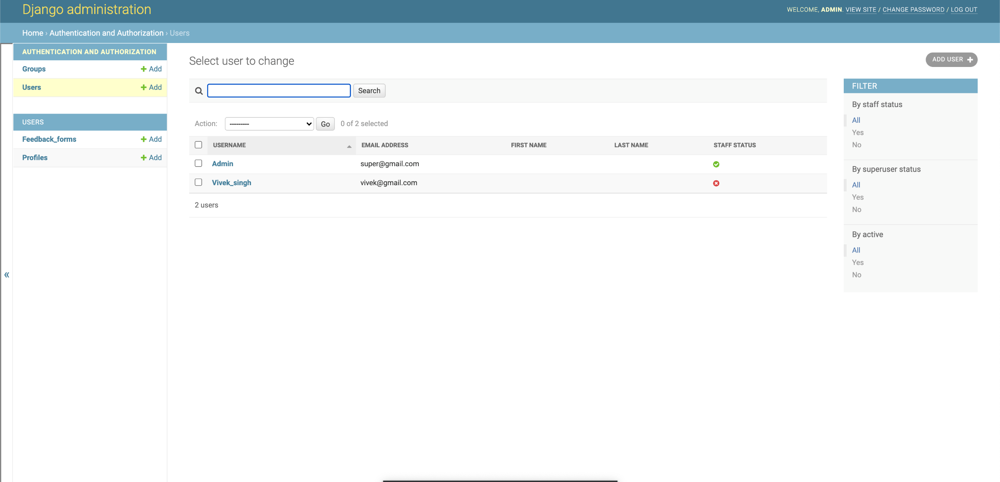 Django administration
WELCOME, ADMIN. VIEW SITE / CHANGE PASSWORD / LOG OUT
Home › Authentication and Authorization › Users
AUTHENTICATION AND AUTHORIZATION
Groups
Add
Users
Add
USERS
Feedback_forms
Add
Profiles
Add
«
Select user to change
ADD USER
Search
Action:
---------
Go
0 of 2 selected
USERNAME EMAIL ADDRESS FIRST NAME LAST NAME STAFF STATUS
Admin super@gmail.com
Vivek_singh vivek@gmail.com
2 users
FILTER
By staff status
All
Yes
No
By superuser status
All
Yes
No
By active
All
Yes
No